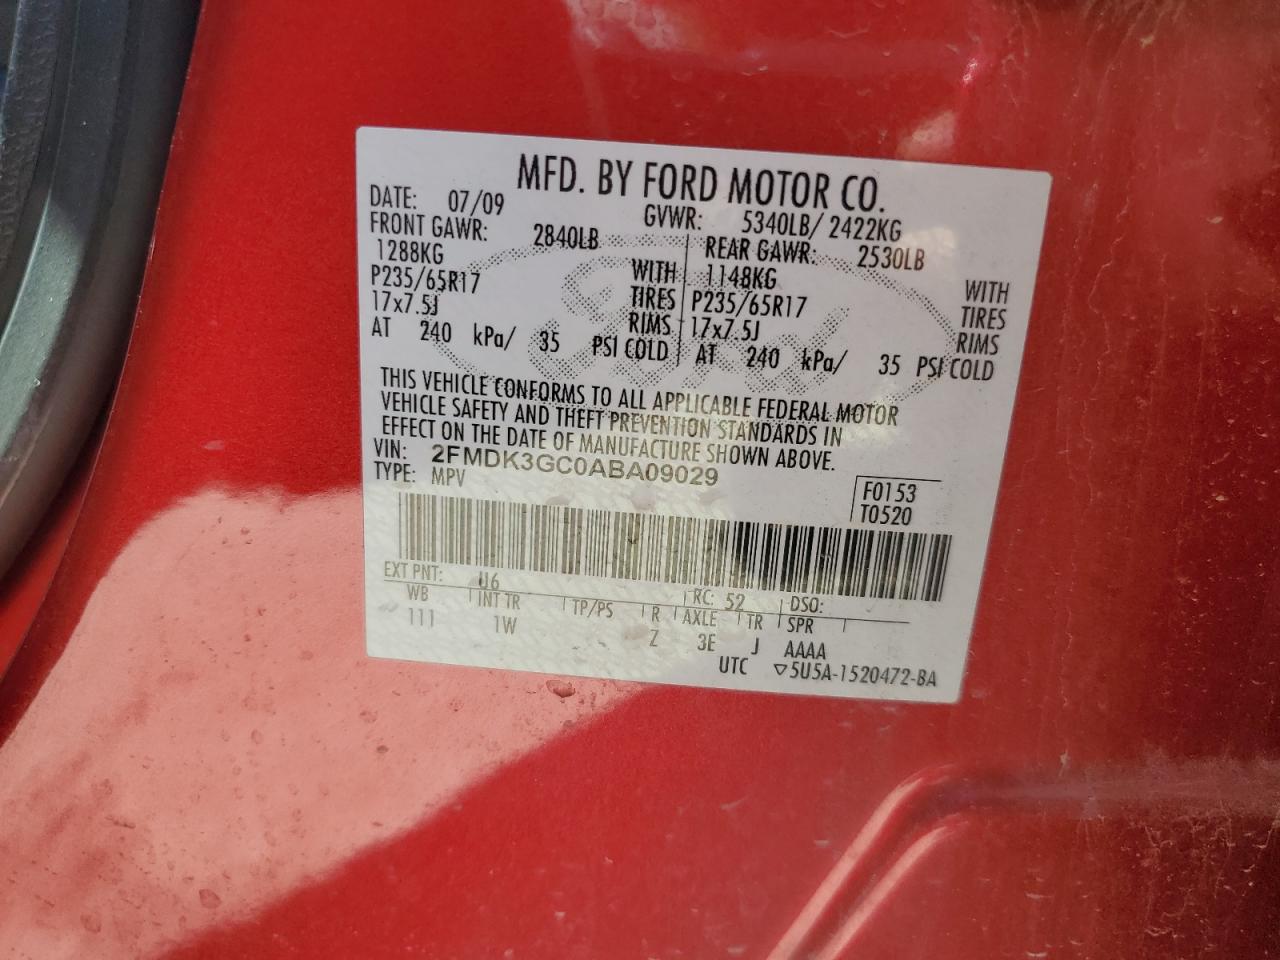 MFD. BY FORD MOTOR CO.
DATE: 07/09 GVWR: 5340LB/ 2422KG
FRONT GAWR: 2840LB REAR GAWR: 2530LB
1288KG WITH 1148KG WITH
P235/65R17 TIRES P235/65R17 TIRES
17x7.5J RIMS 17x7.5J RIMS
AT 240 kPa/ 35 PSI COLD AT 240 kPa/ 35 PSI COLD
THIS VEHICLE CONFORMS TO ALL APPLICABLE FEDERAL MOTOR
VEHICLE SAFETY AND THEFT PREVENTION STANDARDS IN
EFFECT ON THE DATE OF MANUFACTURE SHOWN ABOVE.
VIN: 2FMDK3GC0ABA09029
TYPE: MPV
F0153
T0520
EXT PNT: U6 RC: 52 DSO:
WB INT TR TP/PS R AXLE TR SPR
111 1W Z 3E J AAAA
UTC ▽5U5A-1520472-BA